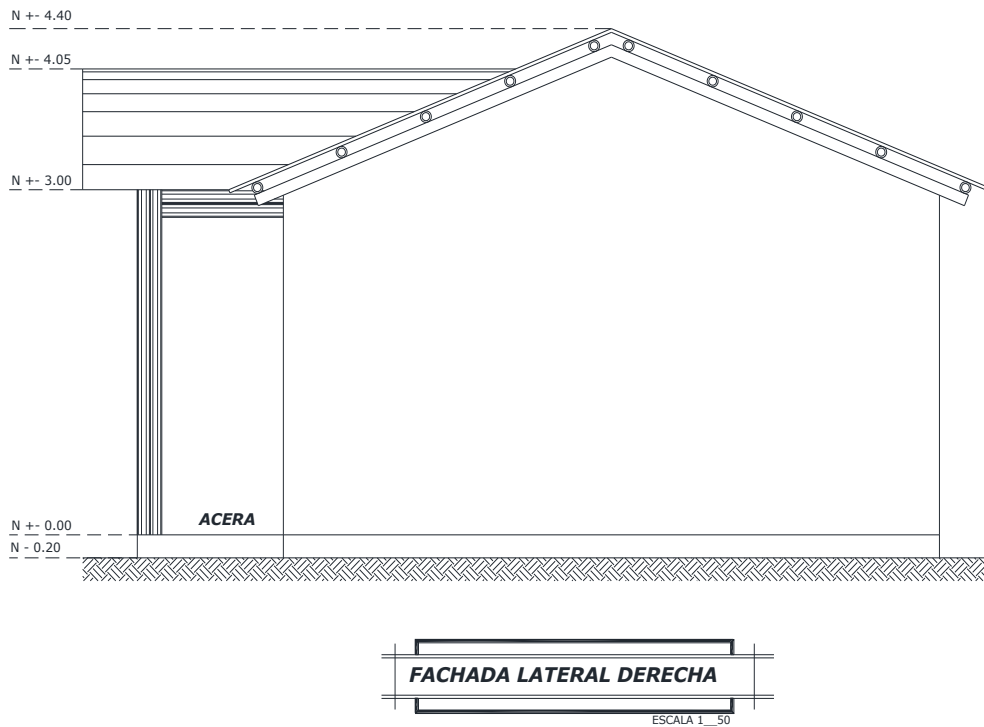 N +- 4.40
N +- 4.05
N +- 3.00
ACERA
N +- 0.00
N - 0.20
FACHADA LATERAL DERECHA
ESCALA 1__50